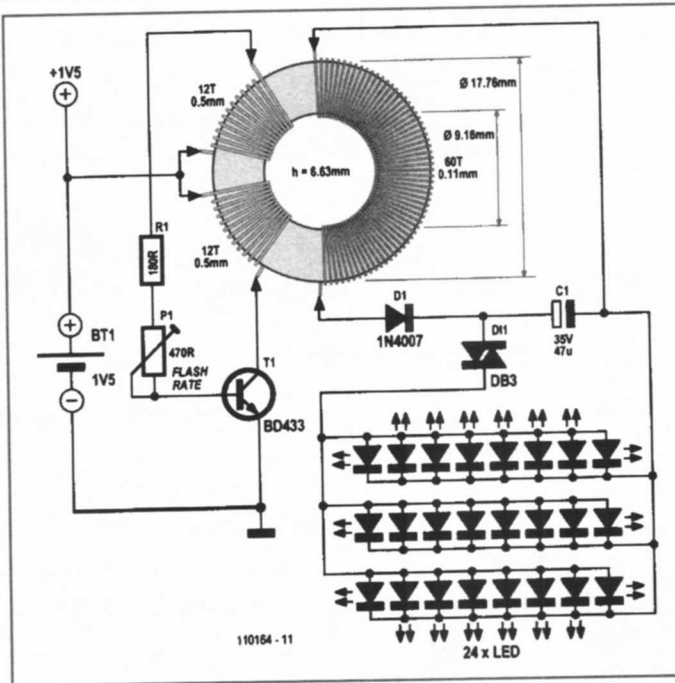 +1V5
12T
0.5mm
Ø 17.76mm
Ø 9.16mm
60T
0.11mm
h = 6.63mm
R1
180R
12T
0.5mm
P1
470R
FLASH
RATE
BT1
1V5
T1
BD433
D1
1N4007
C1
35V
47u
DI1
DB3
110164 - 11
24 x LED